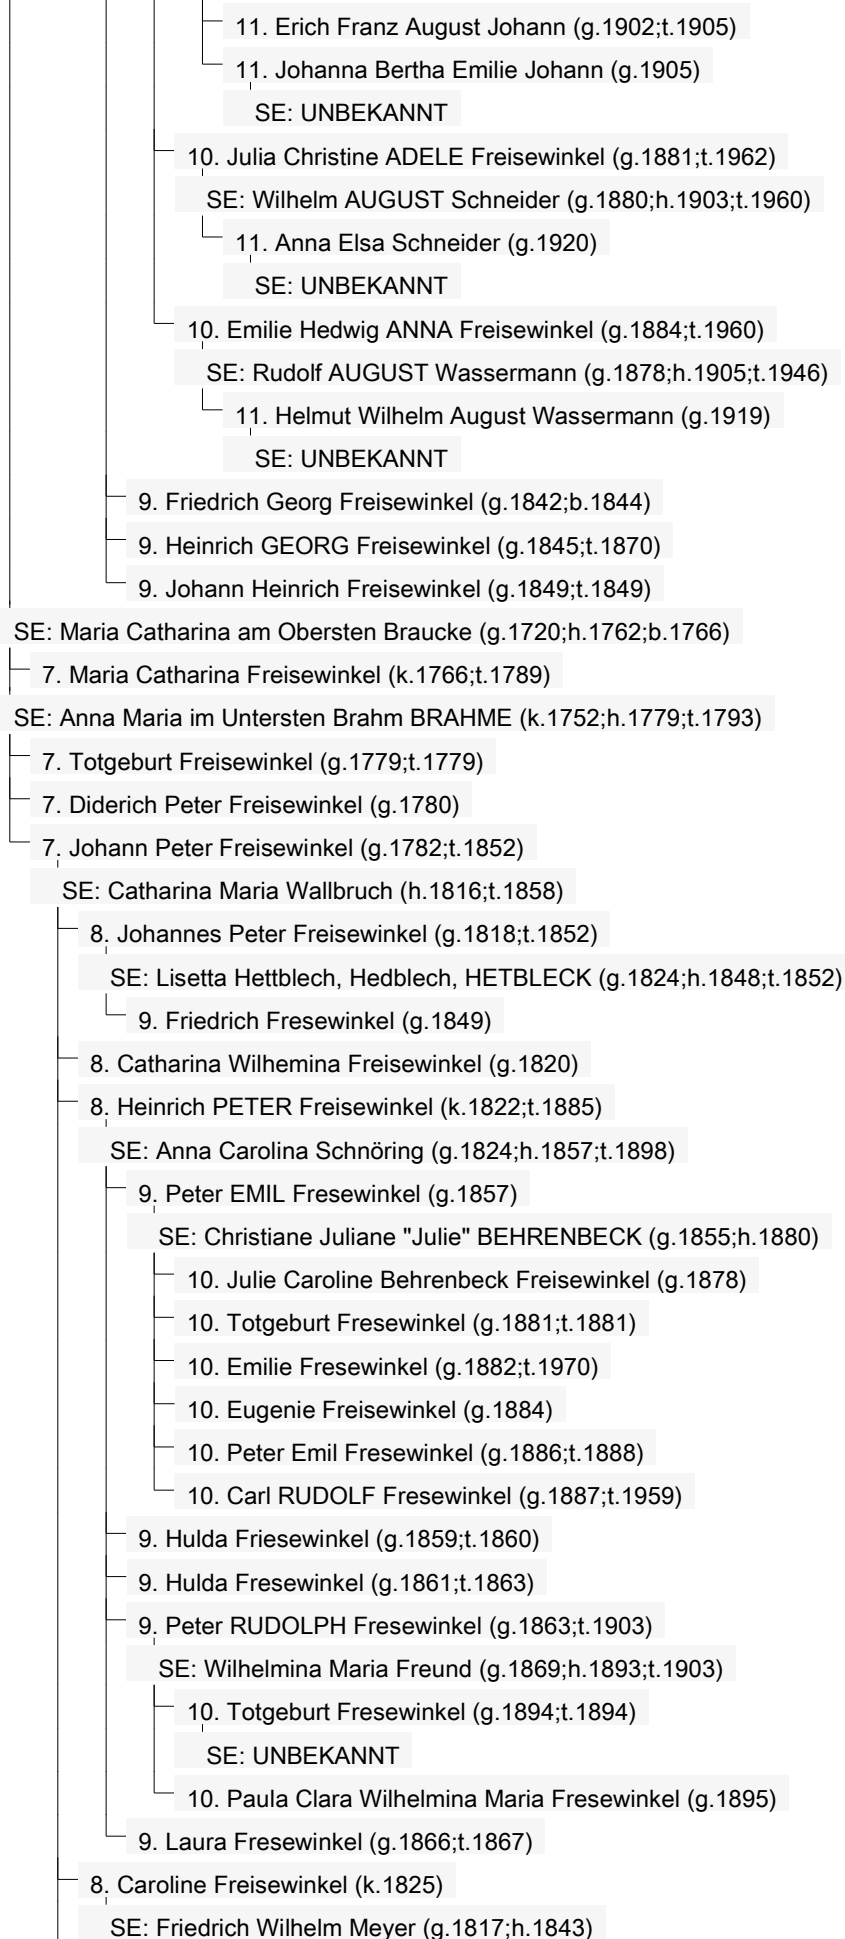 11. Erich Franz August Johann (g.1902;t.1905)
11. Johanna Bertha Emilie Johann (g.1905)
SE: UNBEKANNT
10. Julia Christine ADELE Freisewinkel (g.1881;t.1962)
SE: Wilhelm AUGUST Schneider (g.1880;h.1903;t.1960)
11. Anna Elsa Schneider (g.1920)
SE: UNBEKANNT
10. Emilie Hedwig ANNA Freisewinkel (g.1884;t.1960)
SE: Rudolf AUGUST Wassermann (g.1878;h.1905;t.1946)
11. Helmut Wilhelm August Wassermann (g.1919)
SE: UNBEKANNT
9. Friedrich Georg Freisewinkel (g.1842;b.1844)
9. Heinrich GEORG Freisewinkel (g.1845;t.1870)
9. Johann Heinrich Freisewinkel (g.1849;t.1849)
SE: Maria Catharina am Obersten Braucke (g.1720;h.1762;b.1766)
7. Maria Catharina Freisewinkel (k.1766;t.1789)
SE: Anna Maria im Untersten Brahm BRAHME (k.1752;h.1779;t.1793)
7. Totgeburt Freisewinkel (g.1779;t.1779)
7. Diderich Peter Freisewinkel (g.1780)
7. Johann Peter Freisewinkel (g.1782;t.1852)
SE: Catharina Maria Wallbruch (h.1816;t.1858)
8. Johannes Peter Freisewinkel (g.1818;t.1852)
SE: Lisetta Hettblech, Hedblech, HETBLECK (g.1824;h.1848;t.1852)
9. Friedrich Fresewinkel (g.1849)
8. Catharina Wilhemina Freisewinkel (g.1820)
8. Heinrich PETER Freisewinkel (k.1822;t.1885)
SE: Anna Carolina Schnöring (g.1824;h.1857;t.1898)
9. Peter EMIL Fresewinkel (g.1857)
SE: Christiane Juliane "Julie" BEHRENBECK (g.1855;h.1880)
10. Julie Caroline Behrenbeck Freisewinkel (g.1878)
10. Totgeburt Fresewinkel (g.1881;t.1881)
10. Emilie Fresewinkel (g.1882;t.1970)
10. Eugenie Freisewinkel (g.1884)
10. Peter Emil Fresewinkel (g.1886;t.1888)
10. Carl RUDOLF Fresewinkel (g.1887;t.1959)
9. Hulda Friesewinkel (g.1859;t.1860)
9. Hulda Fresewinkel (g.1861;t.1863)
9. Peter RUDOLPH Fresewinkel (g.1863;t.1903)
SE: Wilhelmina Maria Freund (g.1869;h.1893;t.1903)
10. Totgeburt Fresewinkel (g.1894;t.1894)
SE: UNBEKANNT
10. Paula Clara Wilhelmina Maria Fresewinkel (g.1895)
9. Laura Fresewinkel (g.1866;t.1867)
8. Caroline Freisewinkel (k.1825)
SE: Friedrich Wilhelm Meyer (g.1817;h.1843)